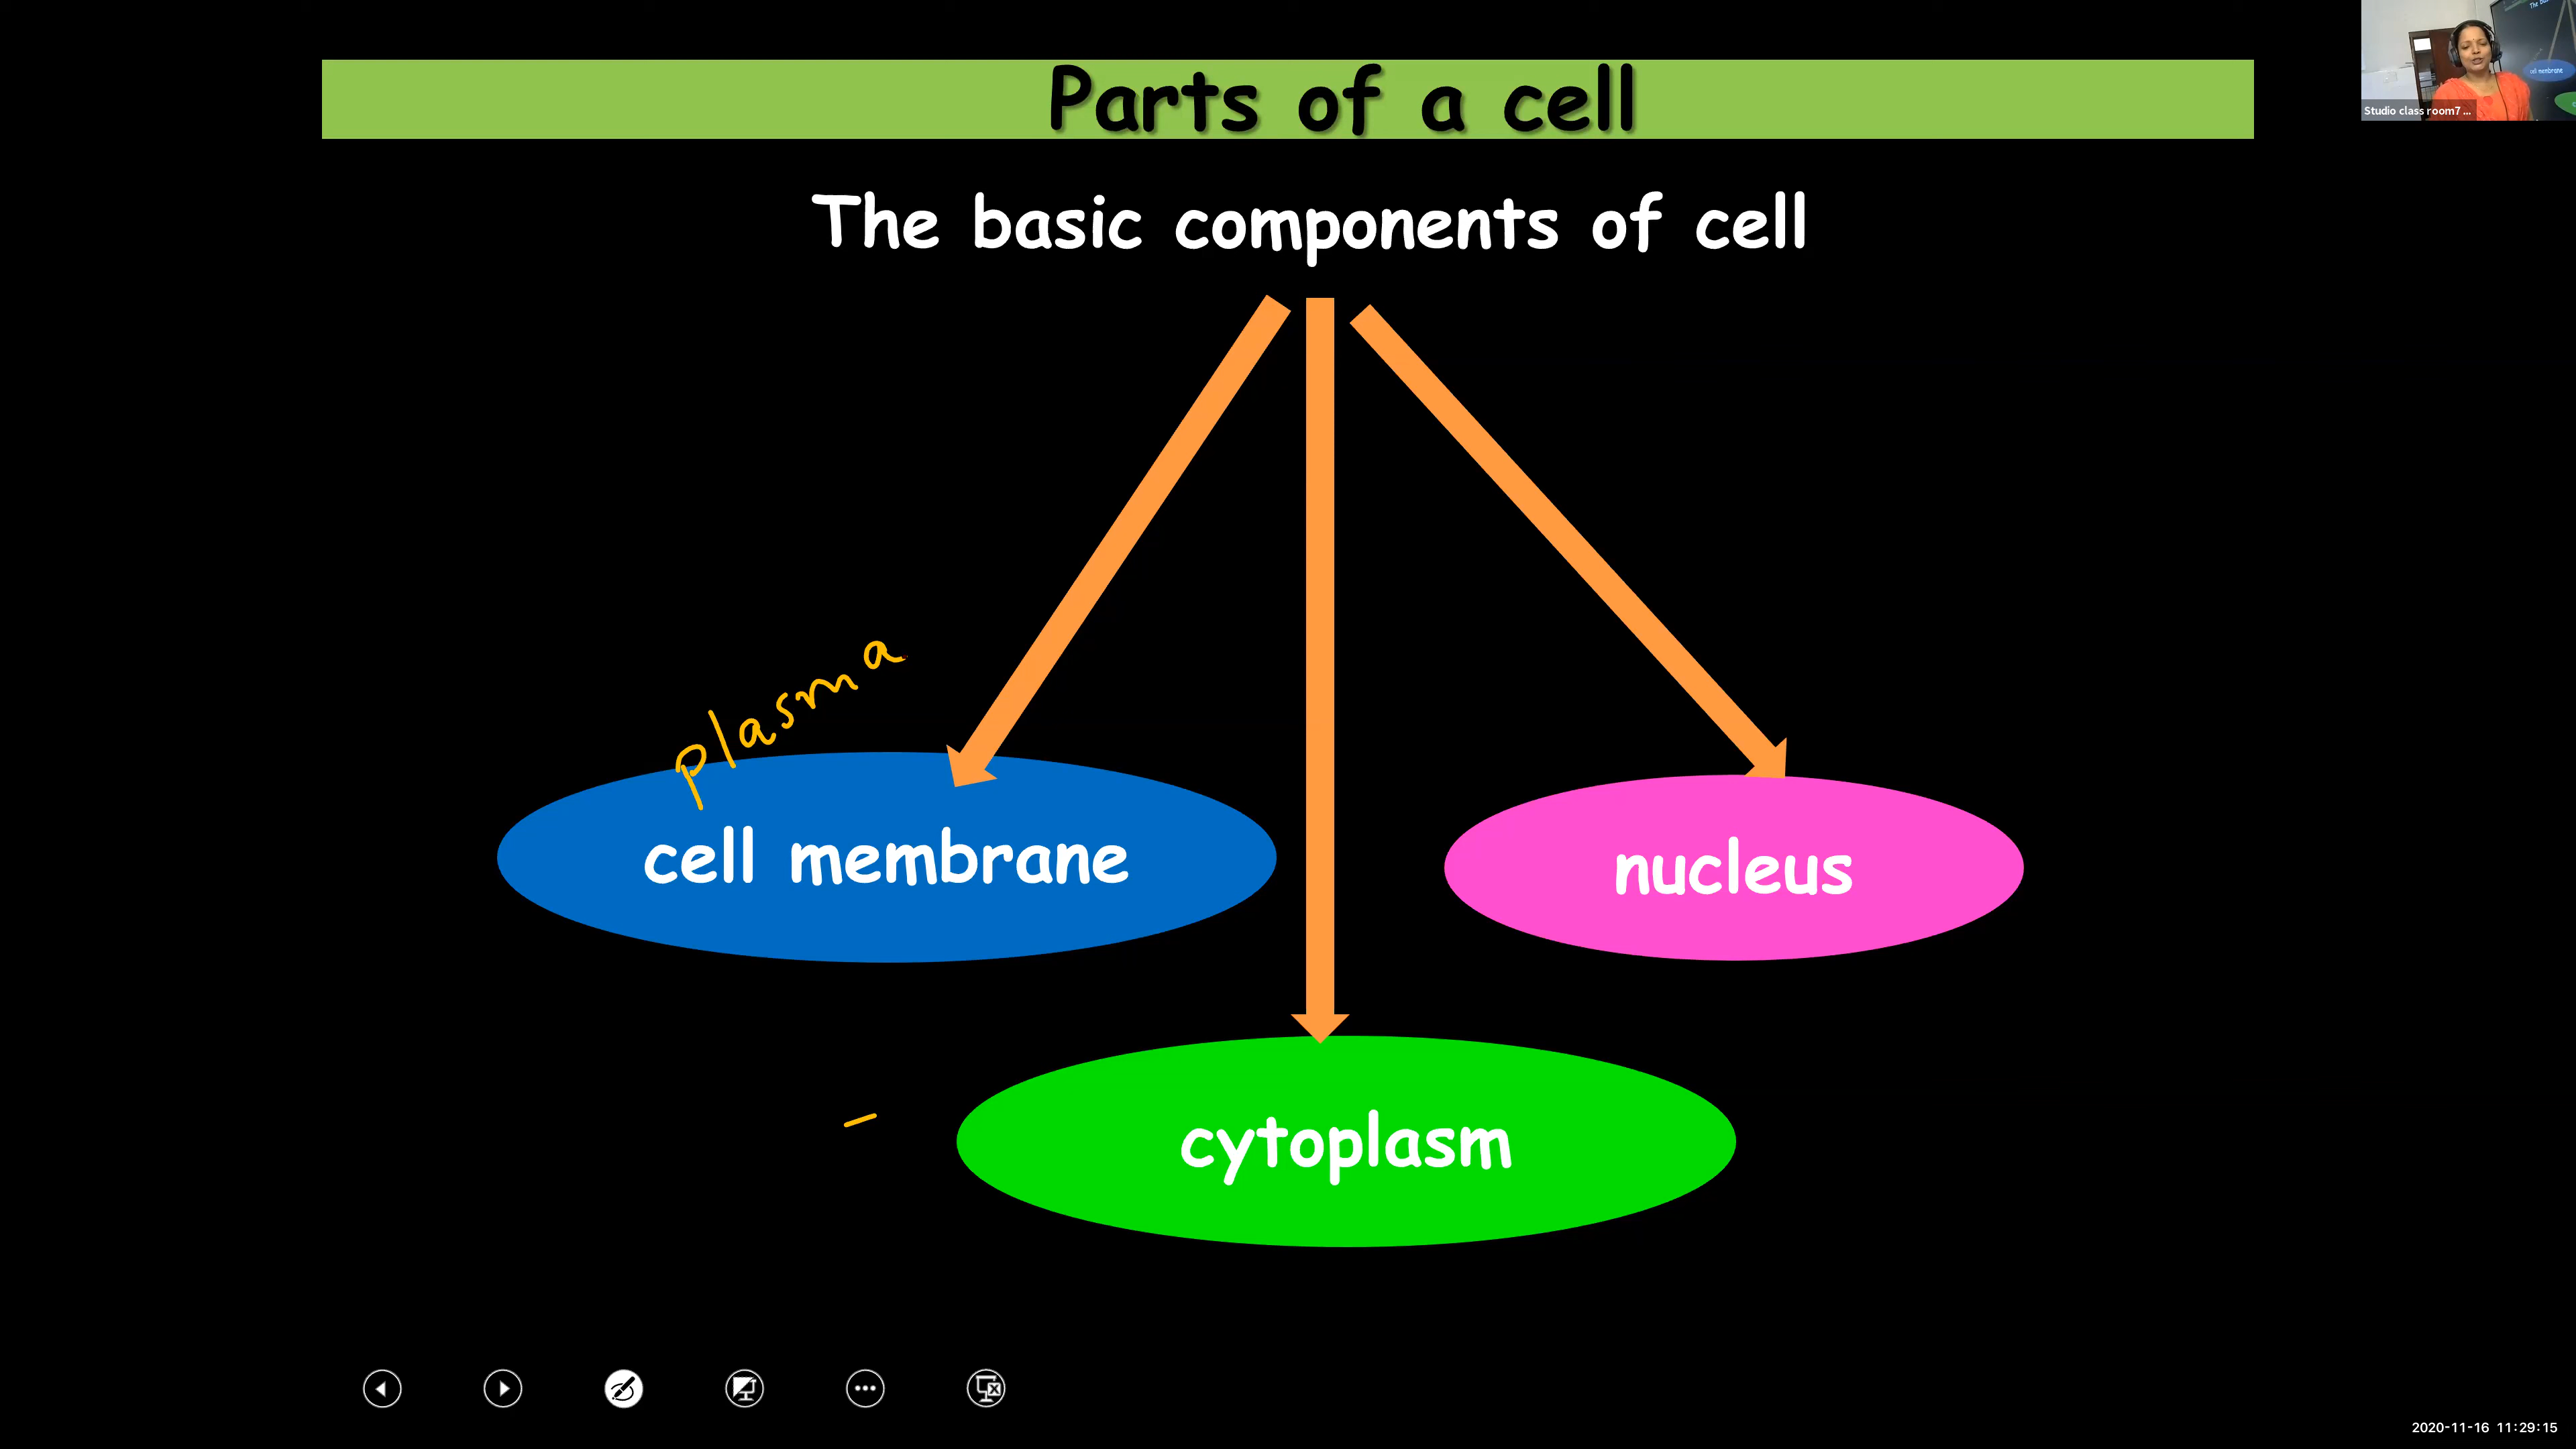 Parts of a cell
Studio class room7 ...
The basic components of cell
plasma
cell membrane
nucleus
cytoplasm
2020-11-16 11:29:15